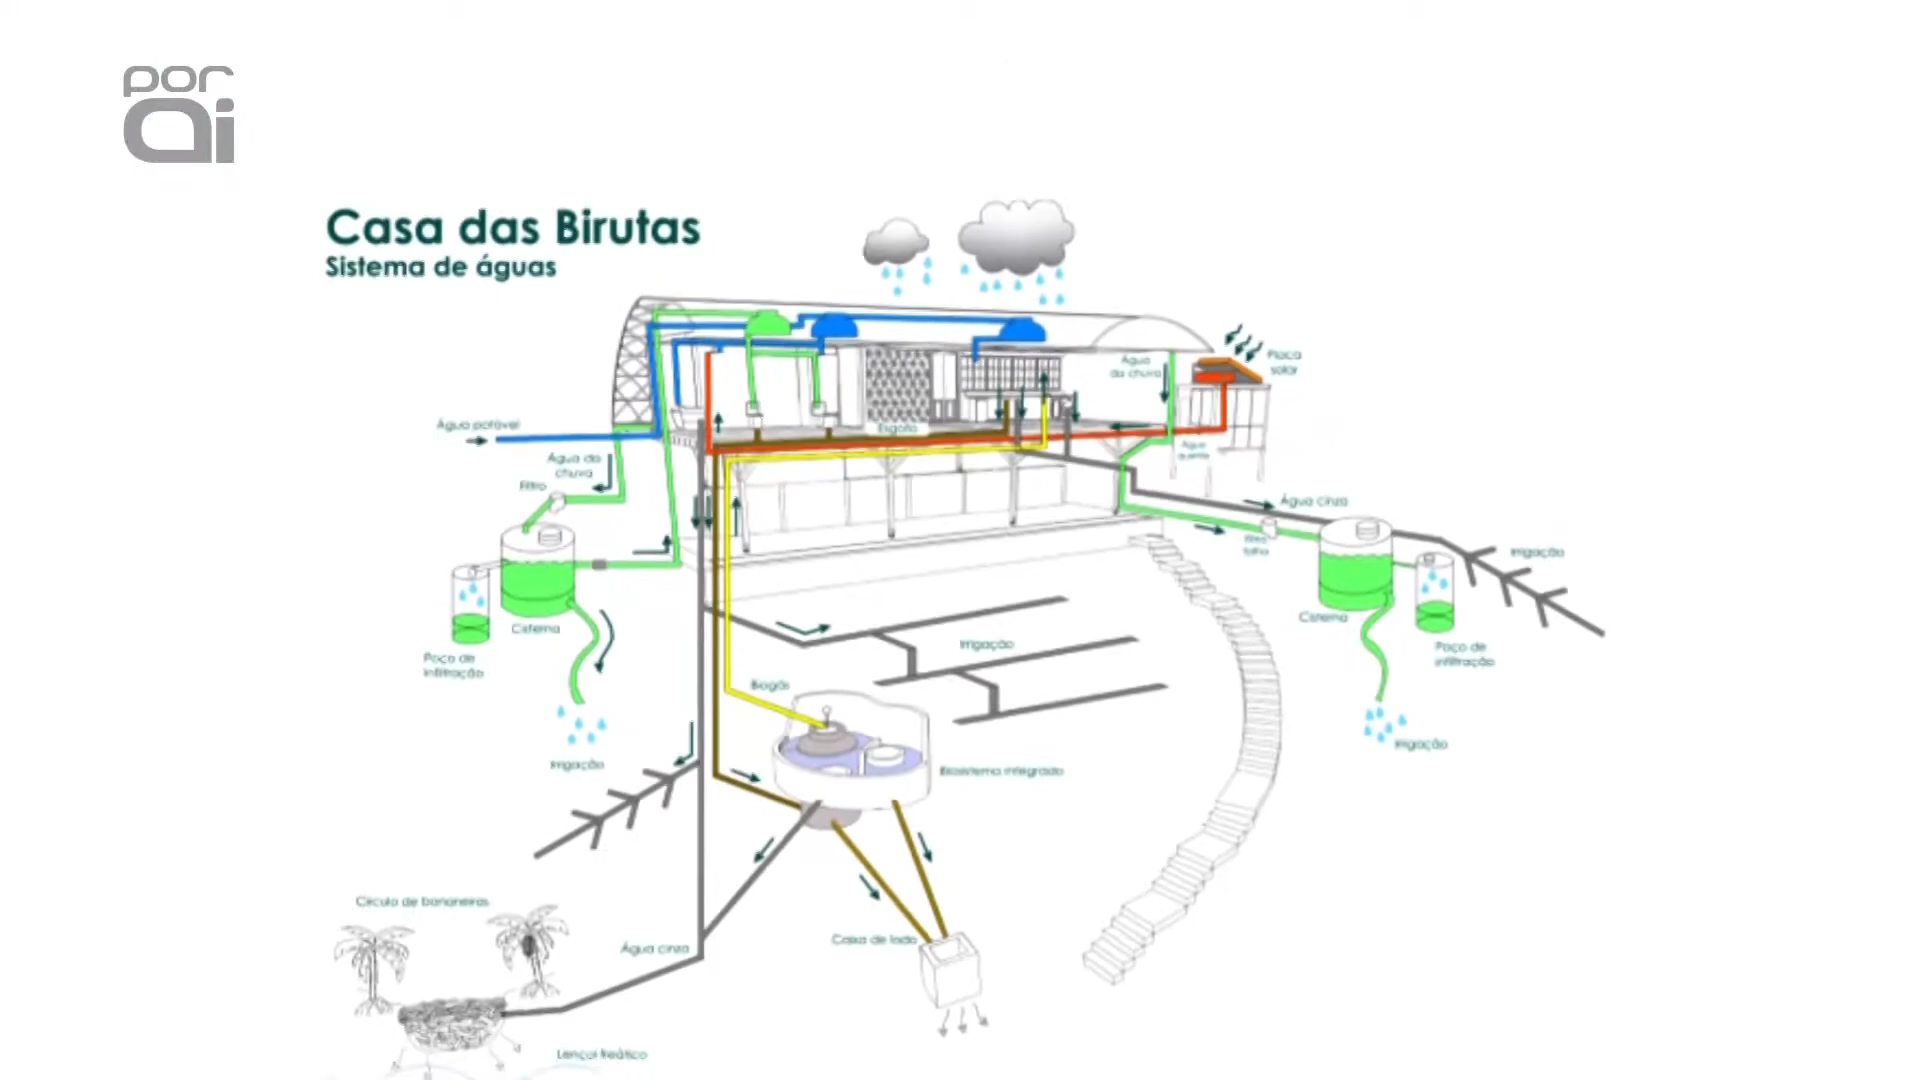 por
ai
Casa das Birutas
Sistema de águas
Placa
solar
Água
da chuva
Água potável
Esgoto
Água
quente
Água da
chuva
Filtro
Água cinza
Filtro
folha
Irrigação
Cisterna
Cisterna
Poço de
infiltração
Poço de
infiltração
Irrigação
Biogás
Irrigação
Irrigação
Biossistema integrado
Círculo de bananeiras
Água cinza
Caixa de lodo
Lençol freático